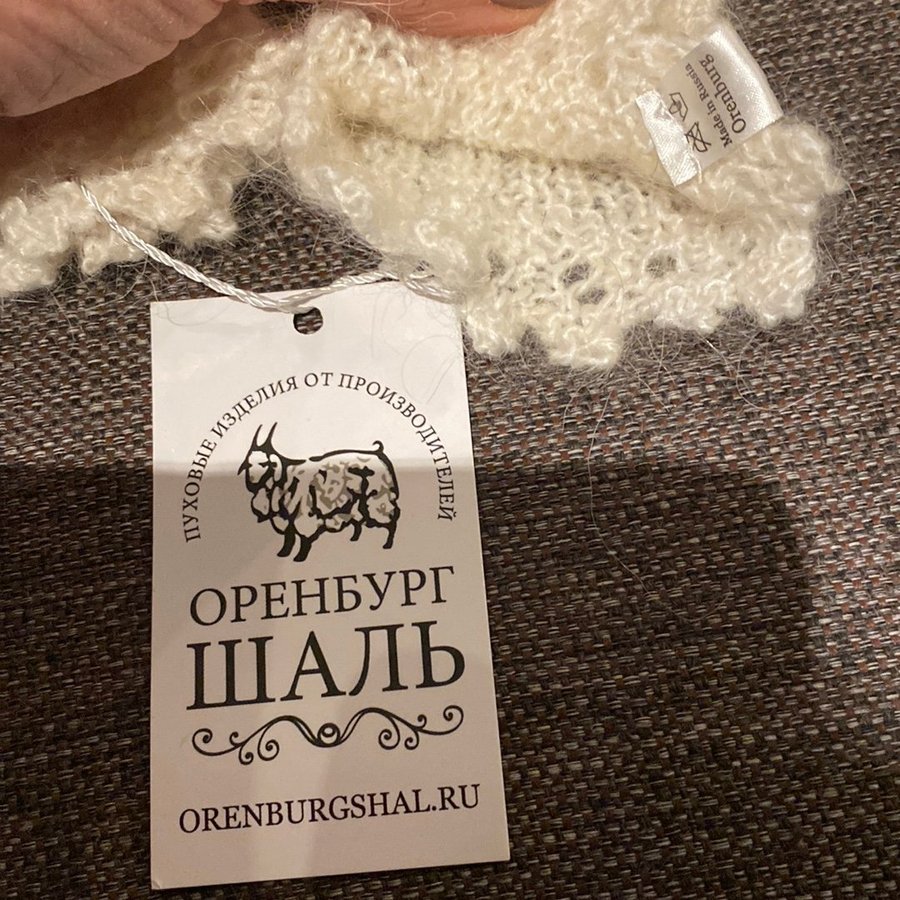 Made in Russia
Orenburg
ПУХОВЫЕ ИЗДЕЛИЯ ОТ ПРОИЗВОДИТЕЛЕЙ
ОРЕНБУРГ
ШАЛЬ
ORENBURGSHAL.RU